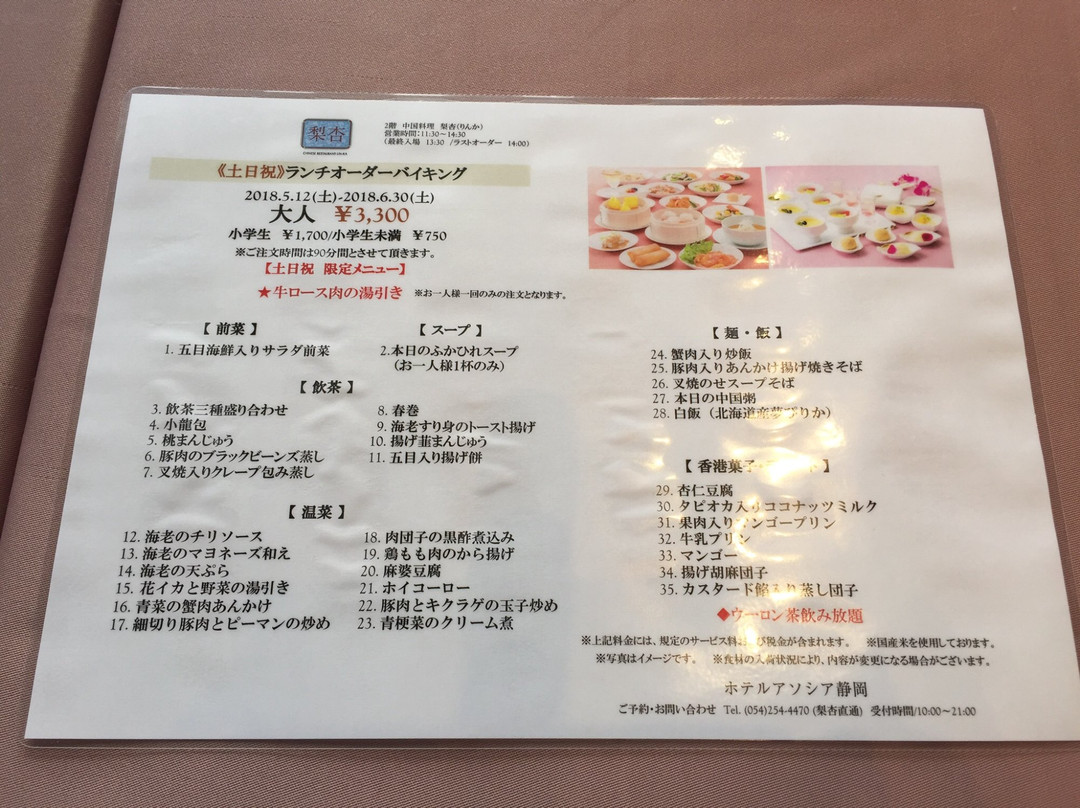 梨杏
2階 中国料理 梨杏(りんか)
営業時間:11:30～14:30
(最終入場 13:30 /ラストオーダー 14:00)
《土日祝》ランチオーダーバイキング
2018.5.12(土)-2018.6.30(土)
大人 ￥3,300
小学生 ￥1,700/小学生未満 ￥750
※ご注文時間は90分間とさせて頂きます。
【土日祝 限定メニュー】
★牛ロース肉の湯引き ※お一人様一回のみの注文となります。
【 前菜 】
1. 五目海鮮入りサラダ前菜
【 スープ 】
2.本日のふかひれスープ
(お一人様1杯のみ)
【 飲茶 】
3. 飲茶三種盛り合わせ
4. 小龍包
5. 桃まんじゅう
6. 豚肉のブラックビーンズ蒸し
7. 叉焼入りクレープ包み蒸し
8. 春巻
9. 海老すり身のトースト揚げ
10. 揚げ韮まんじゅう
11. 五目入り揚げ餅
【 温菜 】
12. 海老のチリソース
13. 海老のマヨネーズ和え
14. 海老の天ぷら
15. 花イカと野菜の湯引き
16. 青菜の蟹肉あんかけ
17. 細切り豚肉とピーマンの炒め
18. 肉団子の黒酢煮込み
19. 鶏もも肉のから揚げ
20. 麻婆豆腐
21. ホイコーロー
22. 豚肉とキクラゲの玉子炒め
23. 青梗菜のクリーム煮
【 麺・飯 】
24. 蟹肉入り炒飯
25. 豚肉入りあんかけ揚げ焼きそば
26. 叉焼のせスープそば
27. 本日の中国粥
28. 白飯（北海道産夢ぴりか）
【 香港菓子・ ト 】
29. 杏仁豆腐
30. タピオカ入りココナッツミルク
31. 果肉入りマンゴープリン
32. 牛乳プリン
33. マンゴー
34. 揚げ胡麻団子
35. カスタード餡入り蒸し団子
◆ウーロン茶飲み放題
※上記料金には、規定のサービス料及び税金が含まれます。 ※国産米を使用しております。
※写真はイメージです。 ※食材の入荷状況により、内容が変更になる場合がございます。
ホテルアソシア静岡
ご予約・お問い合わせ Tel. (054)254-4470 (梨杏直通) 受付時間/10:00～21:00